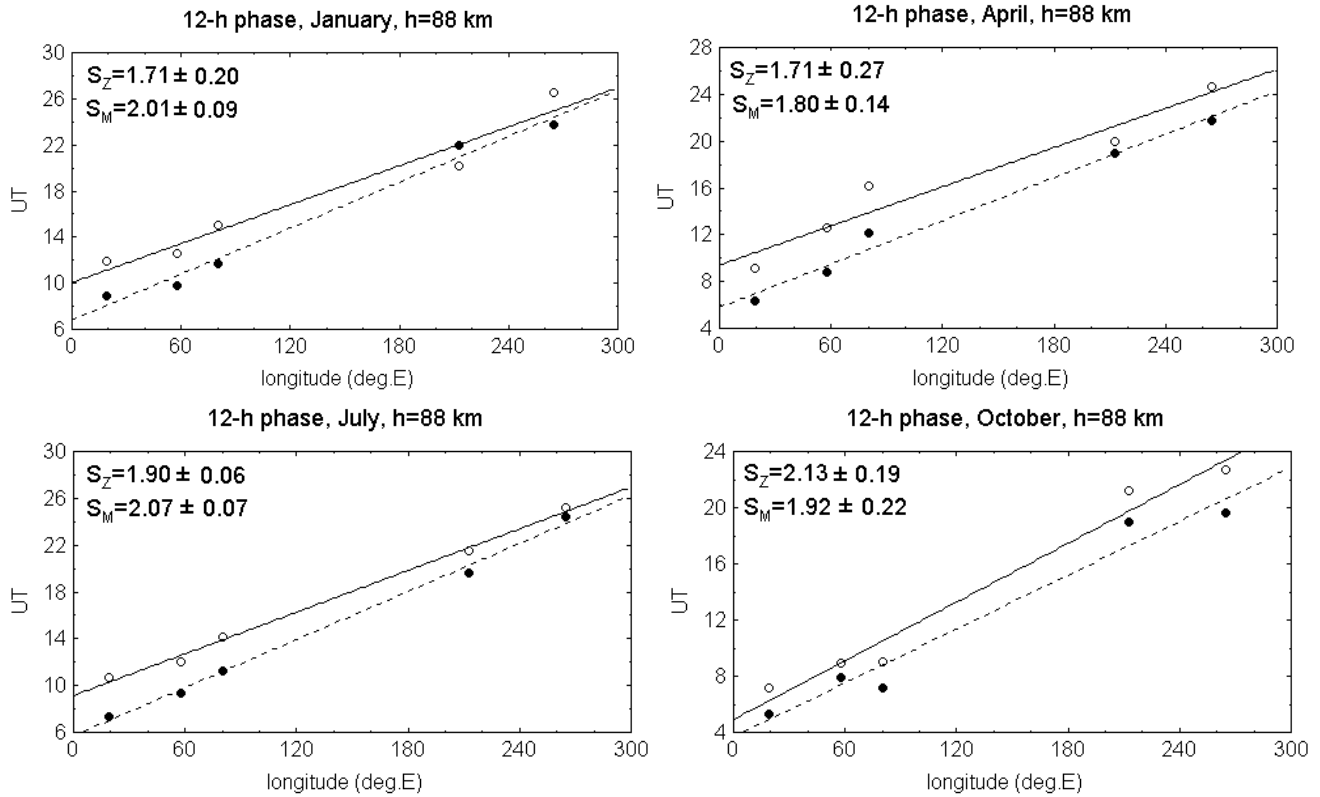 12-h phase, January, h=88 km
30
26
22
18
14
10
6
UT
S_Z=1.71 ± 0.20
S_M=2.01 ± 0.09
0 60 120 180 240 300
longitude (deg.E)
12-h phase, April, h=88 km
28
24
20
16
12
8
4
UT
S_Z=1.71 ± 0.27
S_M=1.80 ± 0.14
0 60 120 180 240 300
longitude (deg.E)
12-h phase, July, h=88 km
30
26
22
18
14
10
6
UT
S_Z=1.90 ± 0.06
S_M=2.07 ± 0.07
0 60 120 180 240 300
longitude (deg.E)
12-h phase, October, h=88 km
24
20
16
12
8
4
UT
S_Z=2.13 ± 0.19
S_M=1.92 ± 0.22
0 60 120 180 240 300
longitude (deg.E)